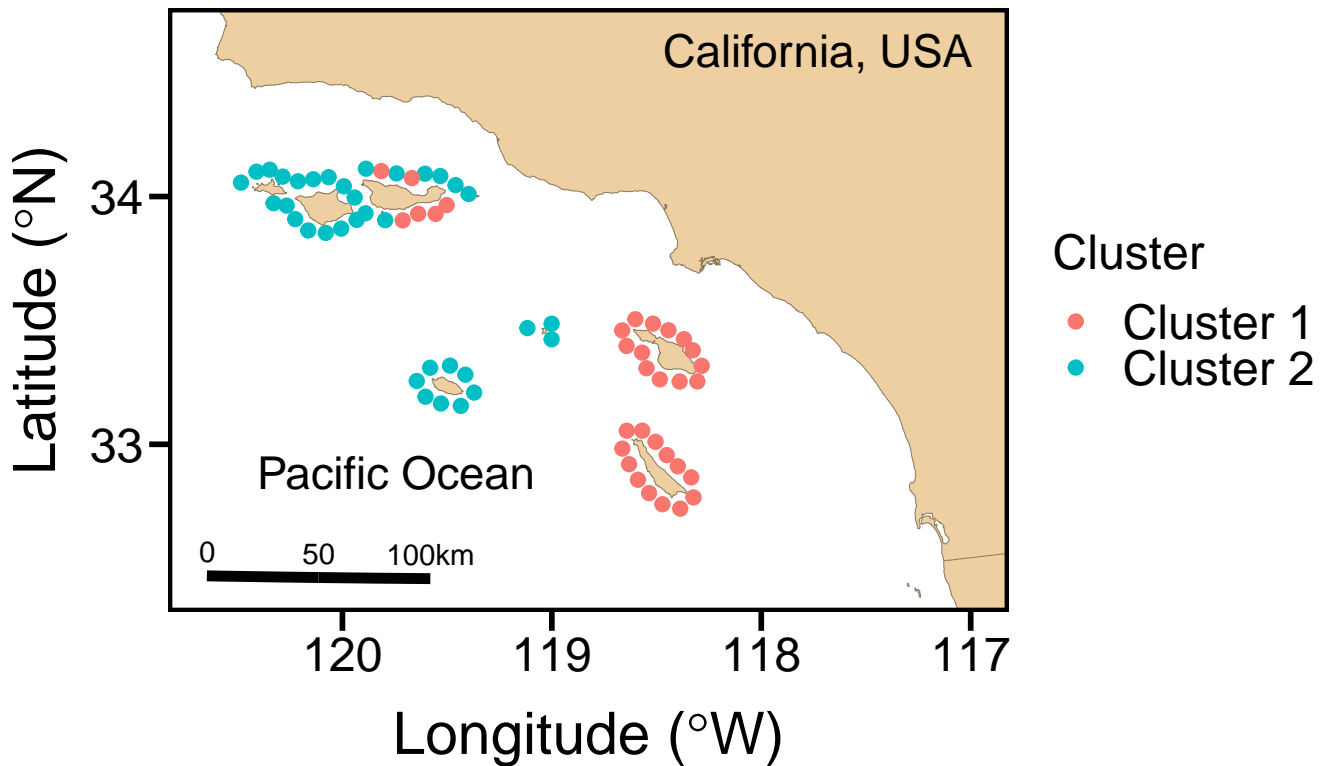 California, USA
34
33
Latitude (°N)
Pacific Ocean
0 50 100km
120 119 118 117
Longitude (°W)
Cluster
Cluster 1
Cluster 2